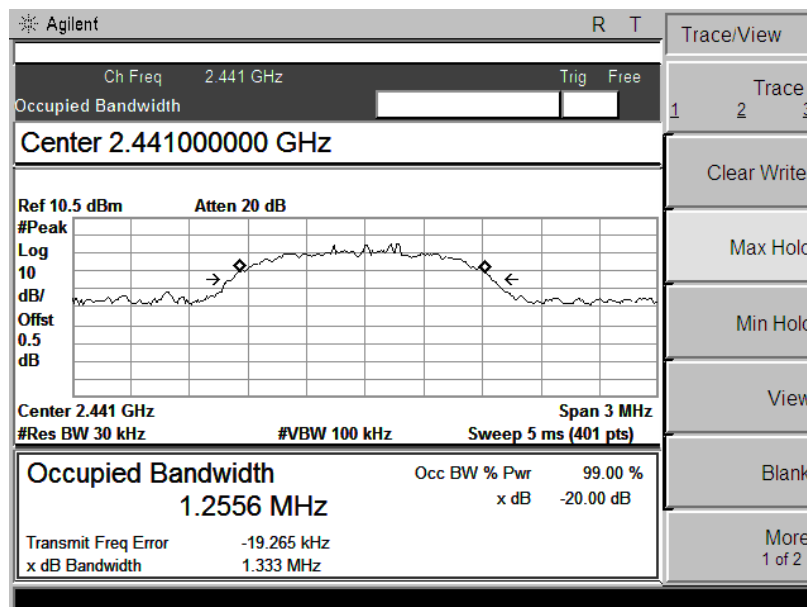 Agilent R T
Trace/View
Ch Freq 2.441 GHz Trig Free
Occupied Bandwidth
Trace
1 2 3
Center 2.441000000 GHz
Clear Write
Ref 10.5 dBm Atten 20 dB
#Peak
Log
10
dB/
Offst
0.5
dB
Max Hold
Min Hold
Center 2.441 GHz Span 3 MHz
#Res BW 30 kHz #VBW 100 kHz Sweep 5 ms (401 pts)
View
Occupied Bandwidth Occ BW % Pwr 99.00 %
1.2556 MHz x dB -20.00 dB
Blank
Transmit Freq Error -19.265 kHz
x dB Bandwidth 1.333 MHz
More
1 of 2